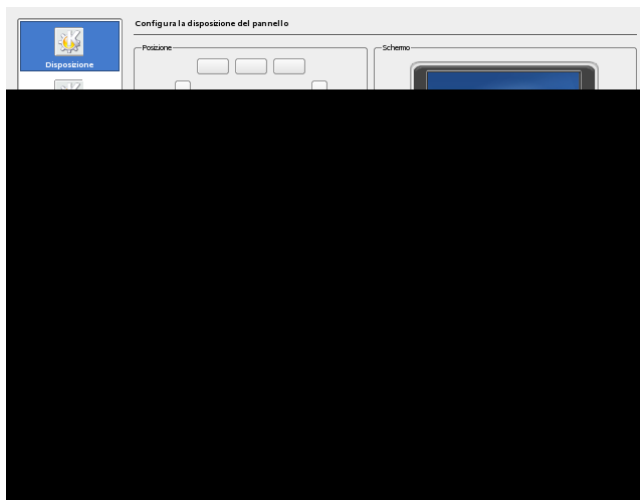 Configura la disposizione del pannello
Disposizione
Posizione
Schermo